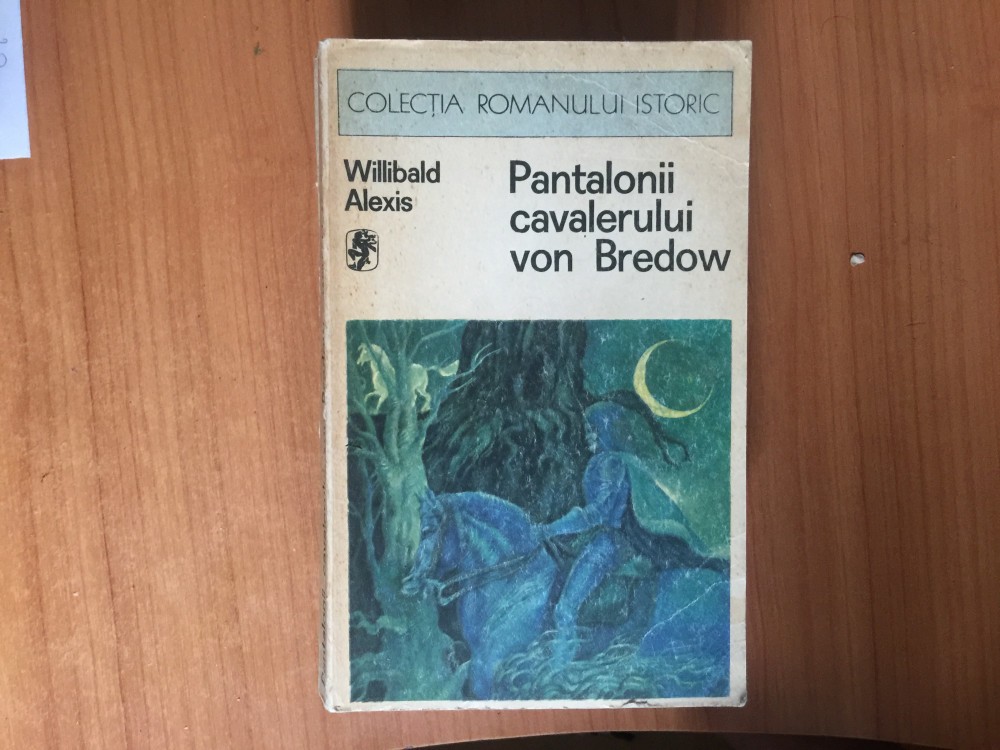 COLECȚIA ROMANULUI ISTORIC
Willibald
Alexis
Pantalonii
cavalerului
von Bredow